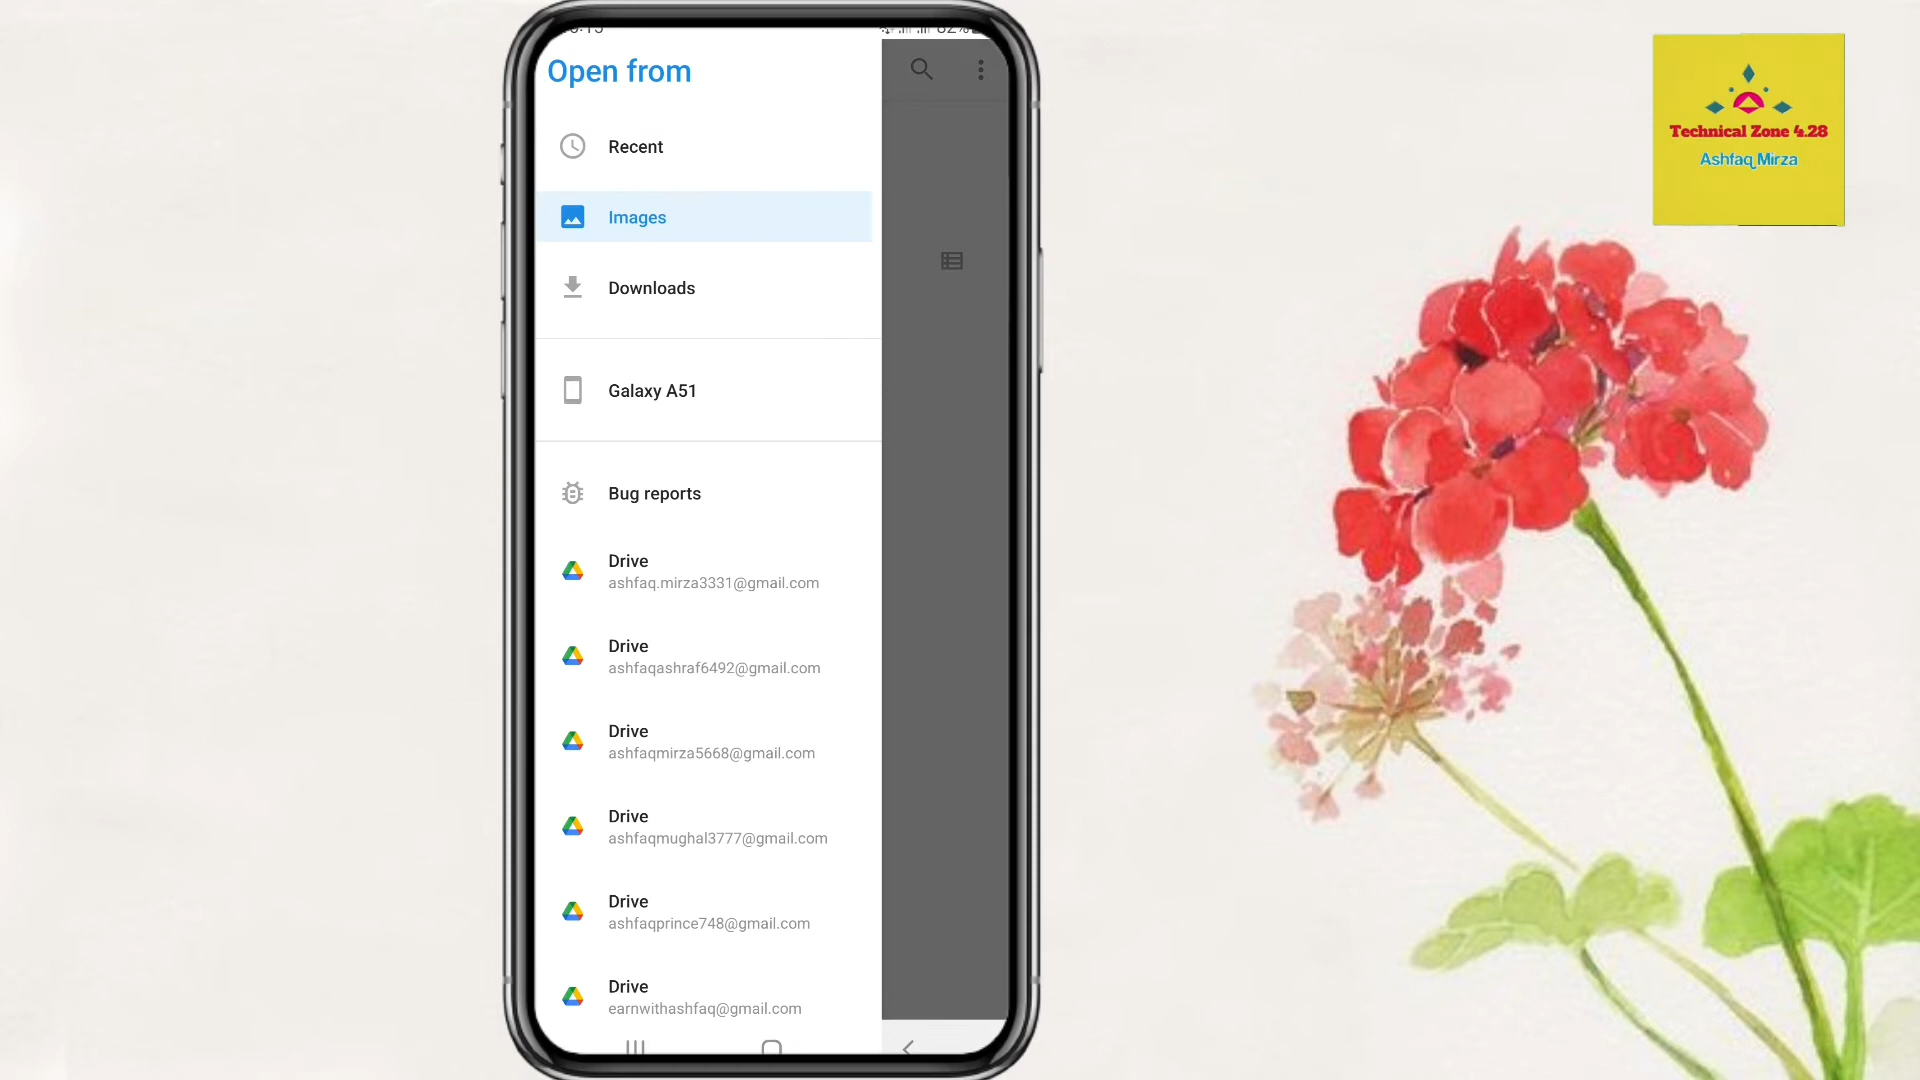 Open from
Recent
Images
Downloads
Galaxy A51
Bug reports
Drive
ashfaq.mirza3331@gmail.com
Drive
ashfaqashraf6492@gmail.com
Drive
ashfaqmirza5668@gmail.com
Drive
ashfaqmughal3777@gmail.com
Drive
ashfaqprince748@gmail.com
Drive
earnwithashfaq@gmail.com
Technical Zone 4.28
Ashfaq Mirza